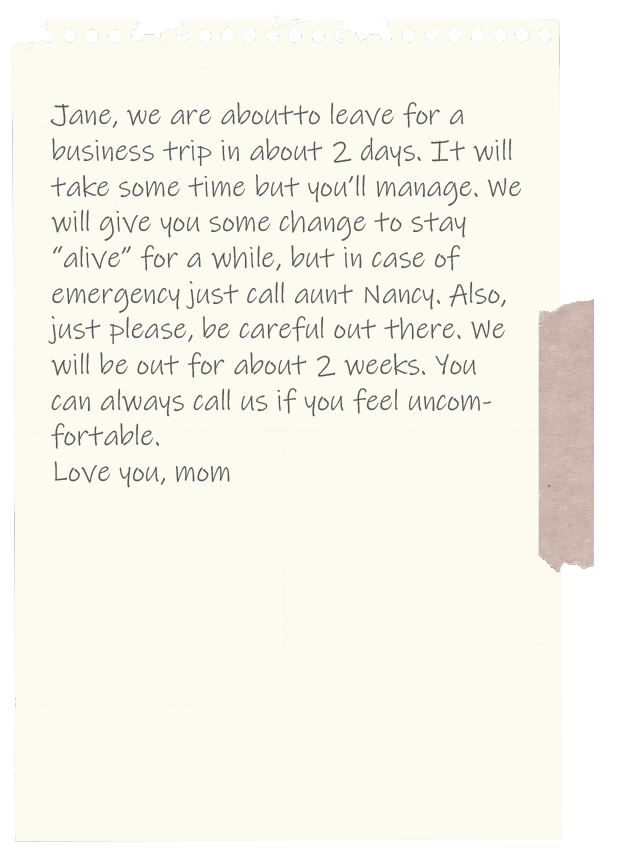 Jane, we are aboutto leave for a
business trip in about 2 days. It will
take some time but you'll manage. We
will give you some change to stay
“alive” for a while, but in case of
emergency just call aunt Nancy. Also,
just please, be careful out there. We
will be out for about 2 weeks. You
can always call us if you feel uncom-
fortable.
Love you, mom